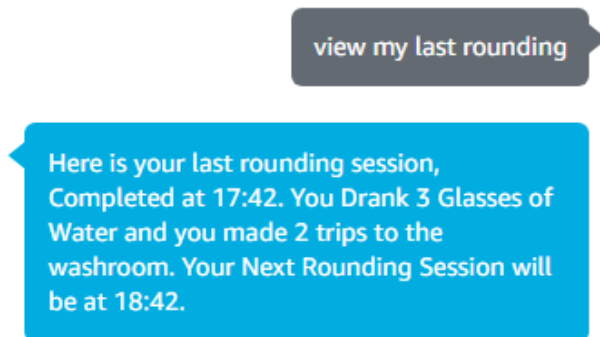 view my last rounding
Here is your last rounding session,
Completed at 17:42. You Drank 3 Glasses of
Water and you made 2 trips to the
washroom. Your Next Rounding Session will
be at 18:42.